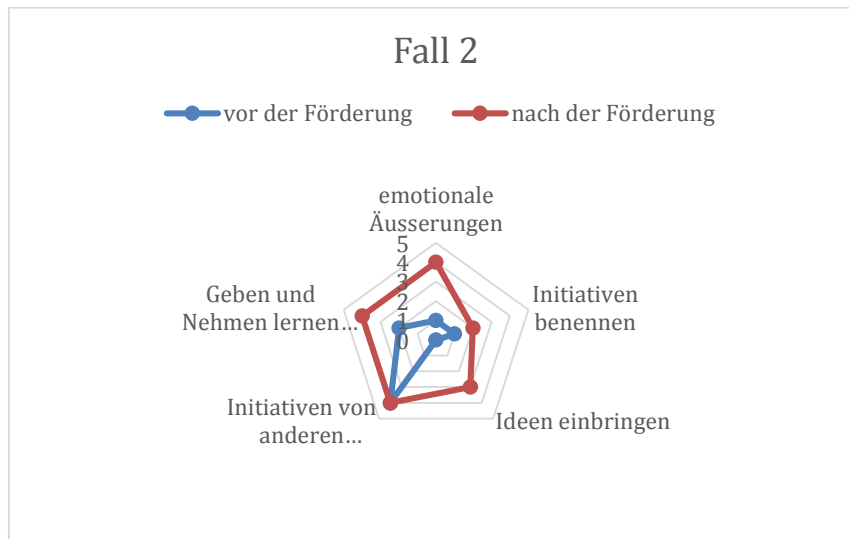 Fall 2
vor der Förderung
nach der Förderung
emotionale
Äusserungen
5
4
3
2
1
0
Initiativen
benennen
Ideen einbringen
Initiativen von
anderen...
Geben und
Nehmen lernen...